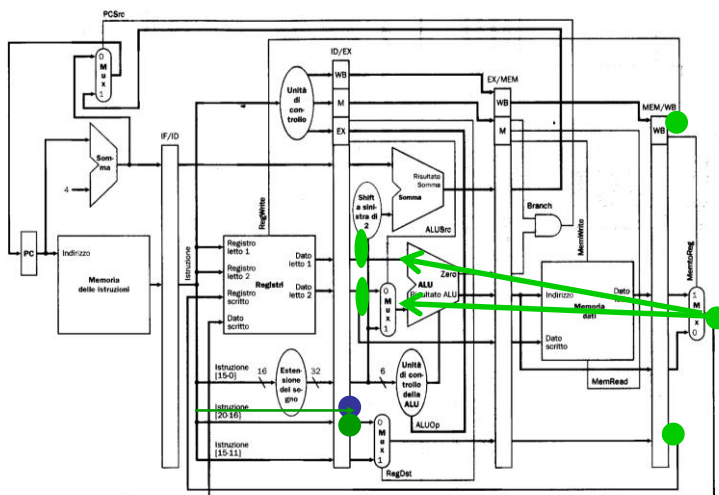 PCSrc
ID/EX
0
M
u
x
1
WB
EX/MEM
Unità
di
controllo
M
WB
MEM/WB
IF/ID
EX
M
WB
Som-
ma
4
Risultato
Somma
Somma
Shift
a sini-
stra di
2
Branch
RegWrite
ALUSrc
MemWrite
MemtoReg
PC
Indirizzo
Memoria
delle istruzioni
Istruzione
Registro
letto 1
Registro
letto 2
Registri
Registro
scritto
Dato
scritto
Dato
letto 1
Dato
letto 2
0
M
u
x
1
Zero
ALU
Risultato ALU
Indirizzo
Memoria
dati
Dato
scritto
1
M
x
0
Istruzione
[15-0]
16
Esten-
sione
del segno
32
6
Unità
di con-
trollo
della
ALU
MemRead
Istruzione
[20-16]
ALUOp
Istruzione
[15-11]
0
M
u
x
1
RegDst